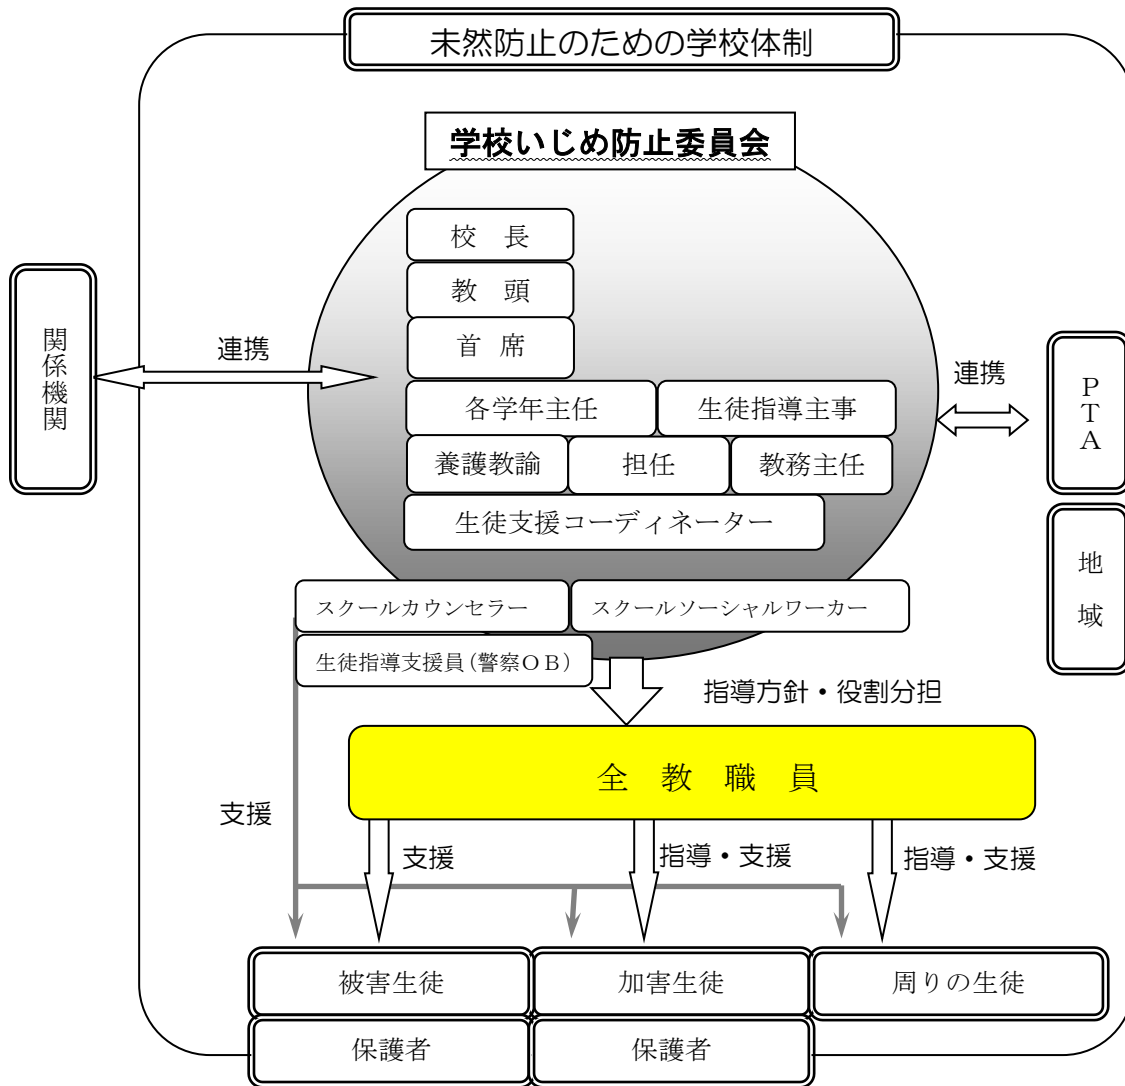 未然防止のための学校体制
学校いじめ防止委員会
校 長
教 頭
首 席
関係機関
連携
各学年主任
生徒指導主事
連携
PTA
養護教諭
担任
教務主任
生徒支援コーディネーター
地域
スクールカウンセラー
スクールソーシャルワーカー
生徒指導支援員(警察OB)
指導方針・役割分担
全 教 職 員
支援
支援
指導・支援
指導・支援
被害生徒
加害生徒
周りの生徒
保護者
保護者